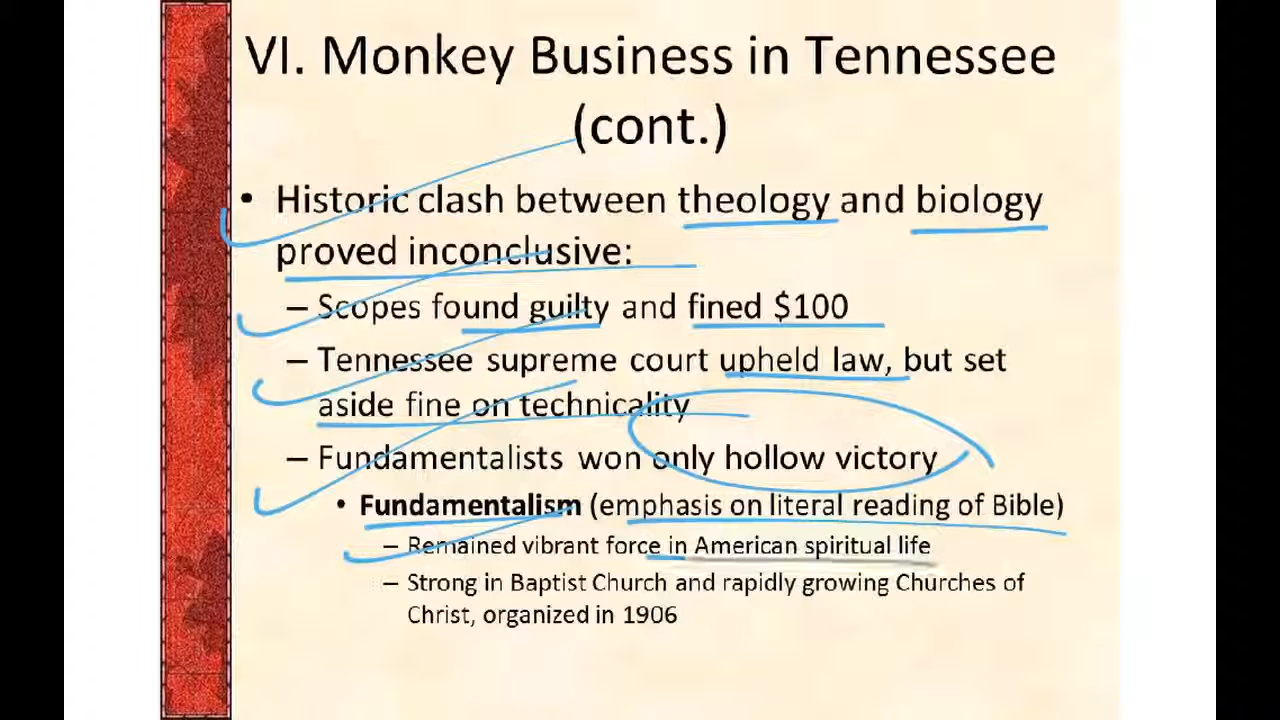 VI. Monkey Business in Tennessee
(cont.)
• Historic clash between theology and biology
proved inconclusive:
– Scopes found guilty and fined $100
– Tennessee supreme court upheld law, but set
aside fine on technicality
– Fundamentalists won only hollow victory
• Fundamentalism (emphasis on literal reading of Bible)
– Remained vibrant force in American spiritual life
– Strong in Baptist Church and rapidly growing Churches of
Christ, organized in 1906